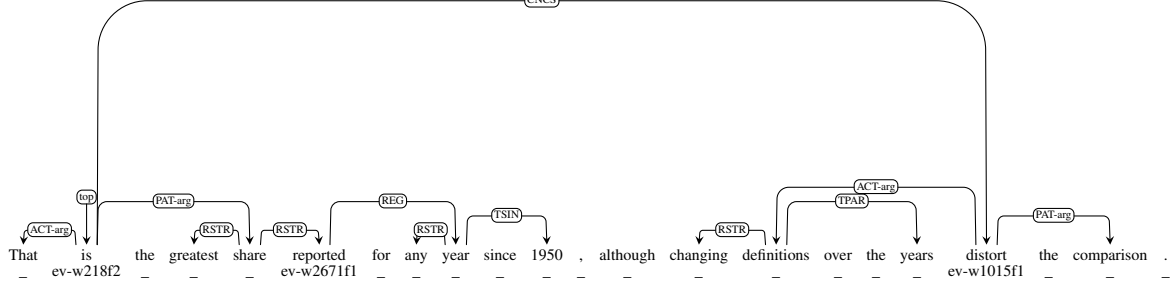 CNCS
ACT-arg
top PAT-arg REG TPAR
ACT-arg RSTR RSTR RSTR TSIN RSTR PAT-arg
That is the greatest share reported for any year since 1950 , although changing definitions over the years distort the comparison .
_ ev-w218f2 _ _ _ ev-w2671f1 _ _ _ _ _ _ _ _ _ _ _ _ ev-w1015f1 _ _ _